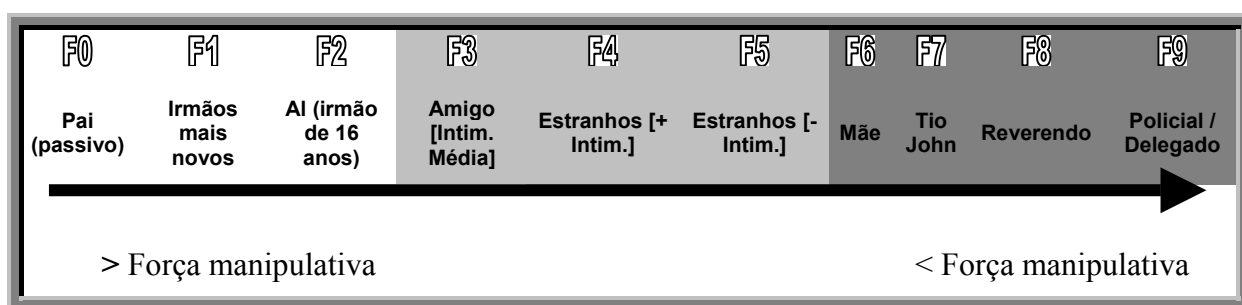 F0 F1 F2 F3 F4 F5 F6 F7 F8 F9
Pai
(passivo)
Irmãos
mais
novos
Al (irmão
de 16
anos)
Amigo
[Intim.
Média]
Estranhos [+
Intim.]
Estranhos [-
Intim.]
Mãe
Tio
John
Reverendo
Policial /
Delegado
> Força manipulativa
< Força manipulativa